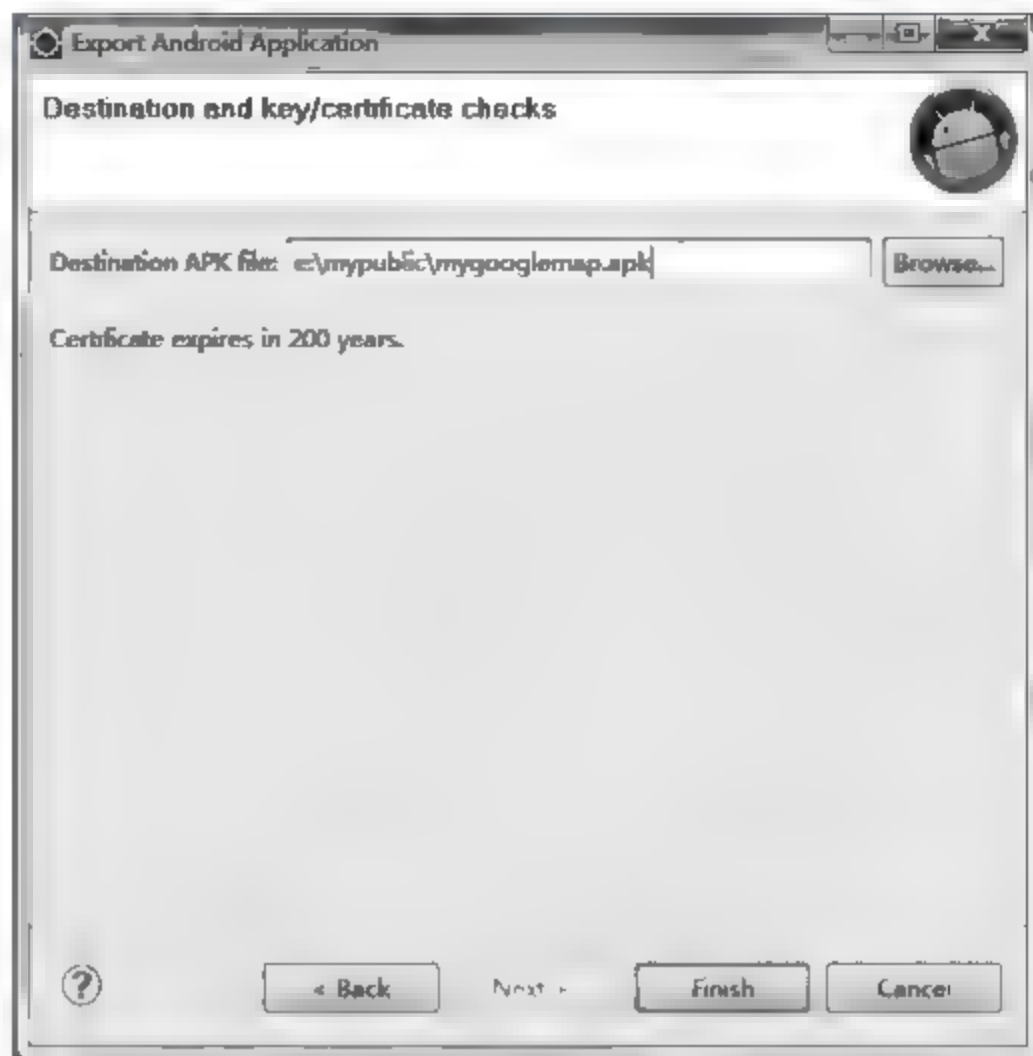 Export Android Application
Destination and key/certificate checks
Destination APK file: e:\mypublic\mygooglemap.apk Browse...
Certificate expires in 200 years.
? < Back Next > Finish Cancel